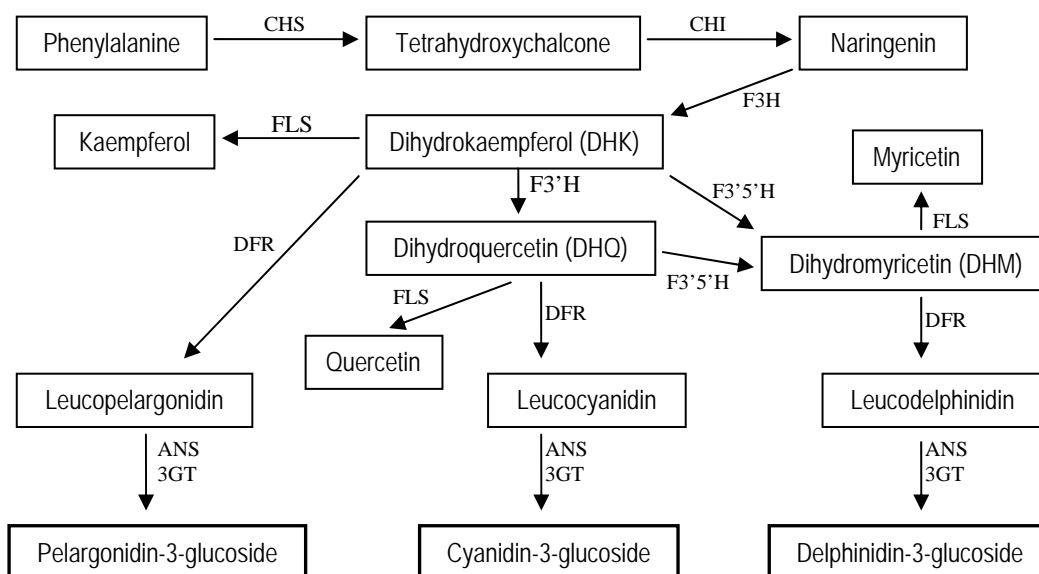 CHS
CHI
Phenylalanine
Tetrahydroxychalcone
Naringenin
F3H
FLS
Kaempferol
Dihydrokaempferol (DHK)
Myricetin
F3’H
F3’5’H
FLS
DFR
Dihydroquercetin (DHQ)
Dihydromyricetin (DHM)
F3’5’H
FLS
DFR
DFR
Quercetin
Leucopelargonidin
Leucocyanidin
Leucodelphinidin
ANS
3GT
ANS
3GT
ANS
3GT
Pelargonidin-3-glucoside
Cyanidin-3-glucoside
Delphinidin-3-glucoside